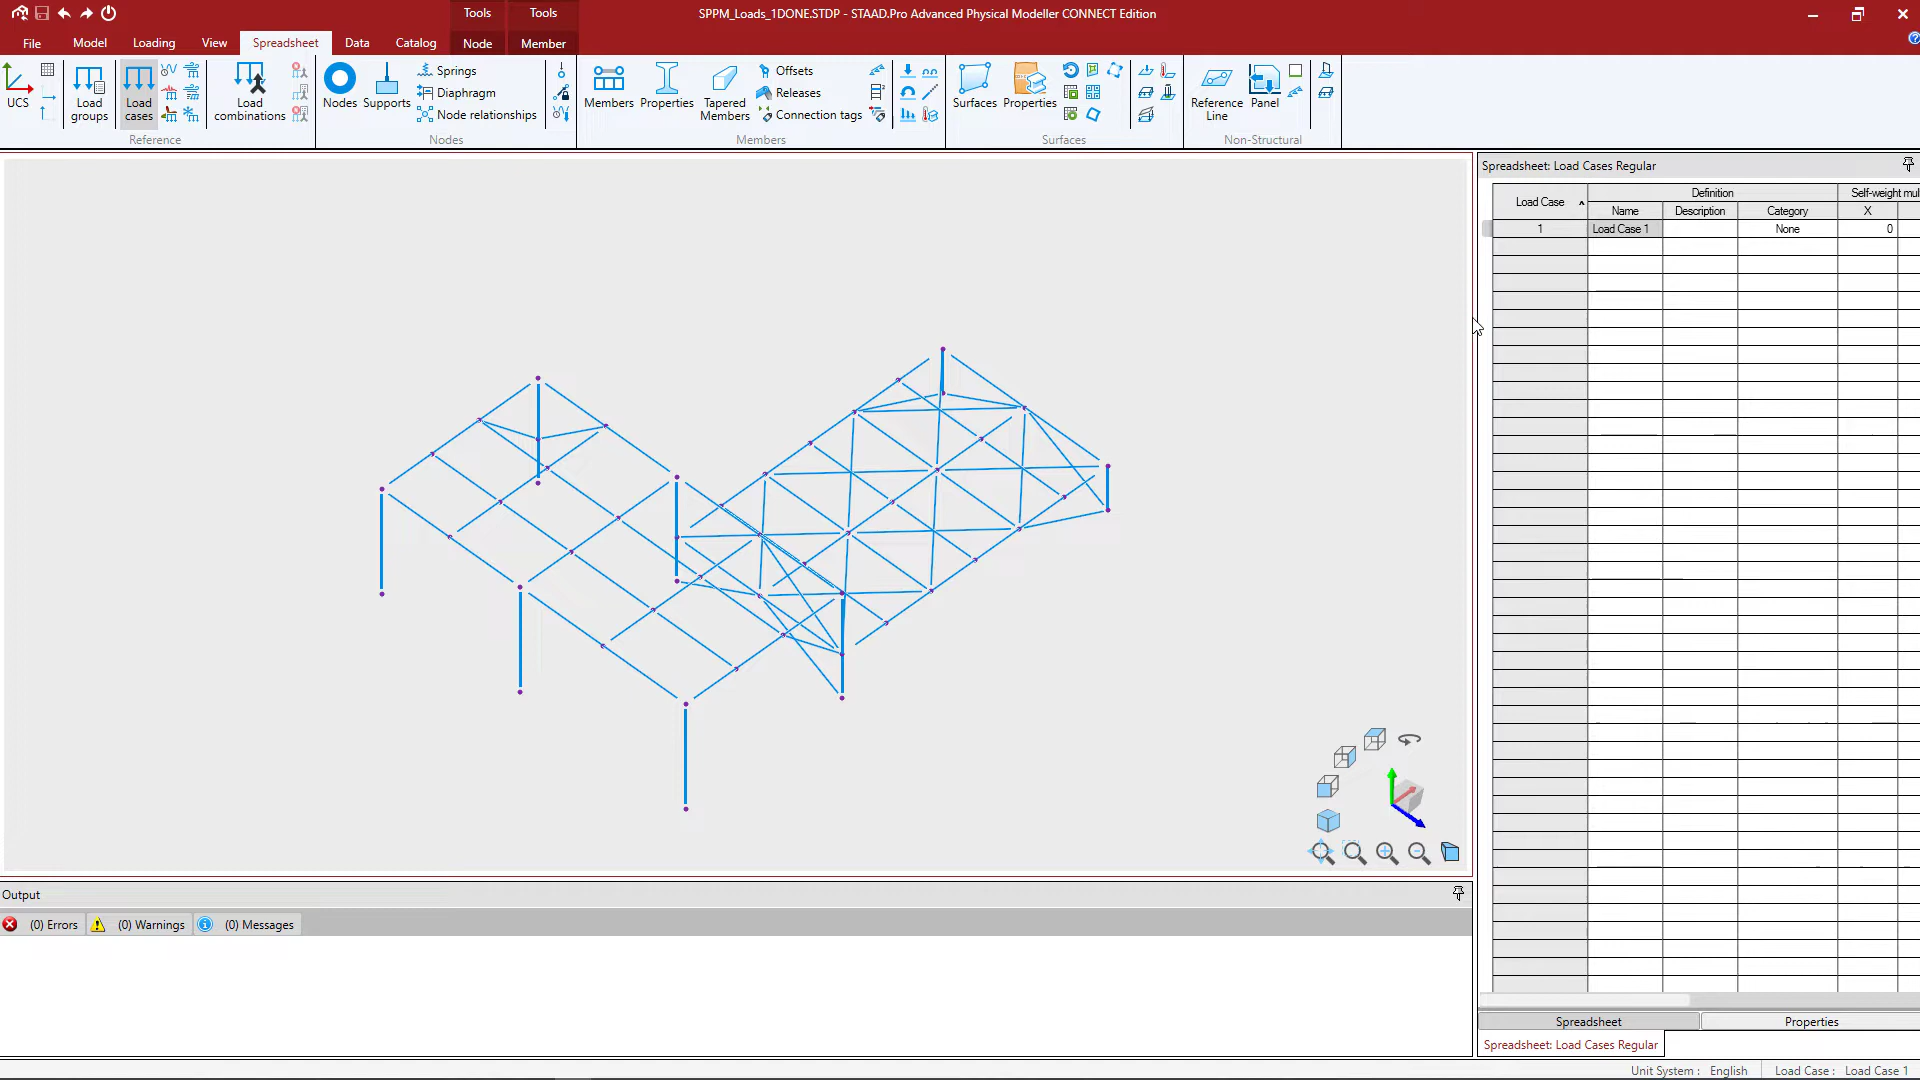 Tools
Tools
SPPM_Loads_1DONE.STDP - STAAD.Pro Advanced Physical Modeller CONNECT Edition
File
Model
Loading
View
Spreadsheet
Data
Catalog
Node
Member
UCS
Load groups
Load cases
Load combinations
Reference
Nodes
Supports
Springs
Diaphragm
Node relationships
Nodes
Members
Properties
Tapered Members
Offsets
Releases
Connection tags
Members
Surfaces
Properties
Surfaces
Reference Line
Panel
Non-Structural
Spreadsheet: Load Cases Regular
Load Case
Definition
Self-weight mul
Name
Description
Category
X
1
Load Case 1
None
0
Output
(0) Errors
(0) Warnings
(0) Messages
Spreadsheet
Properties
Spreadsheet: Load Cases Regular
Unit System : English
Load Case : Load Case 1